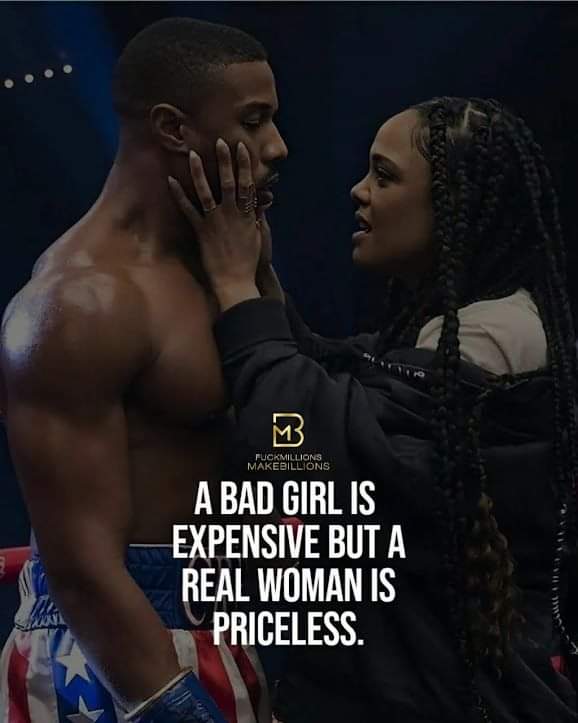 FUCKMILLIONS
MAKEBILLIONS
A BAD GIRL IS
EXPENSIVE BUT A
REAL WOMAN IS
PRICELESS.